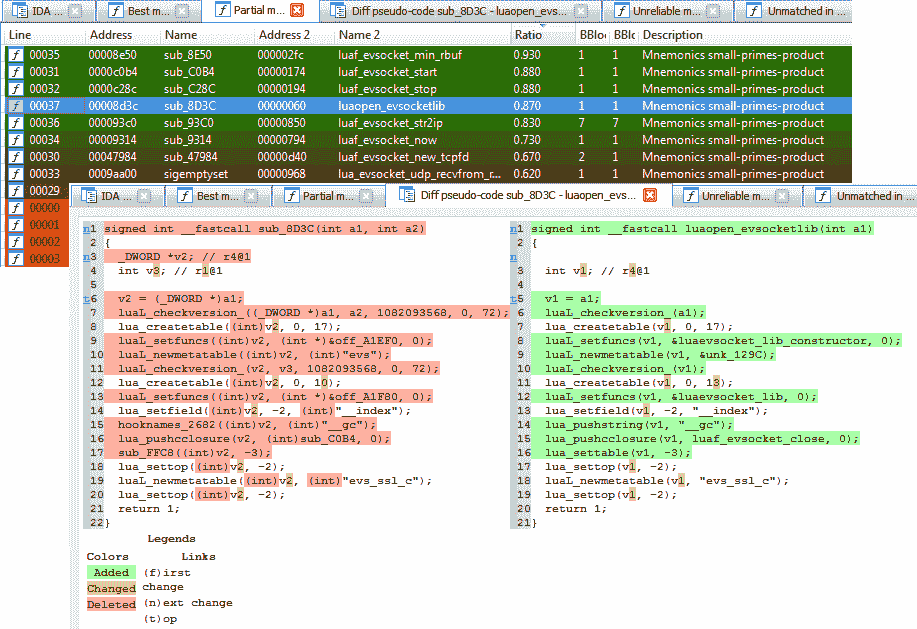 IDA ... Best m... Partial m... Diff pseudo-code sub_8D3C - luaopen_evs... Unreliable m... Unmatched in ...
Line Address Name Address 2 Name 2 Ratio BBlo BBlc Description
00035 00008e50 sub_8E50 000002fc luaf_evsocket_min_rbuf 0.930 1 1 Mnemonics small-primes-product
00031 0000c0b4 sub_C0B4 00000174 luaf_evsocket_start 0.880 1 1 Mnemonics small-primes-product
00032 0000c28c sub_C28C 00000194 luaf_evsocket_stop 0.880 1 1 Mnemonics small-primes-product
00037 00008d3c sub_8D3C 00000060 luaopen_evsocketlib 0.870 1 1 Mnemonics small-primes-product
00036 000093c0 sub_93C0 00000850 luaf_evsocket_str2ip 0.830 7 7 Mnemonics small-primes-product
00034 00009314 sub_9314 00000794 luaf_evsocket_now 0.730 1 1 Mnemonics small-primes-product
00030 00047984 sub_47984 00000d40 luaf_evsocket_new_tcpfd 0.670 2 1 Mnemonics small-primes-product
00033 0009aa00 sigemptyset 00000968 lua_evsocket_udp_recvfrom_r... 0.620 1 1 Mnemonics small-primes-product
00029
00000
00001
00002
00003
IDA ... Best m... Partial m... Diff pseudo-code sub_8D3C - luaopen_evs... Unreliable m... Unmatched in ...
n1 signed int __fastcall sub_8D3C(int a1, int a2)
2 {
n3 _DWORD *v2; // r4@1
4 int v3; // r1@1
5
t6 v2 = (_DWORD *)a1;
7 luaL_checkversion_((_DWORD *)a1, a2, 1082093568, 0, 72);
8 lua_createtable((int)v2, 0, 17);
9 luaL_setfuncs((int)v2, (int *)&off_A1EF0, 0);
10 luaL_newmetatable((int)v2, (int)"evs");
11 luaL_checkversion_(v2, v3, 1082093568, 0, 72);
12 lua_createtable((int)v2, 0, 10);
13 luaL_setfuncs((int)v2, (int *)&off_A1F80, 0);
14 lua_setfield((int)v2, -2, (int)"__index");
15 hooknames_2682((int)v2, (int)"__gc");
16 lua_pushcclosure(v2, (int)sub_C0B4, 0);
17 sub_FFC8((int)v2, -3);
18 lua_settop((int)v2, -2);
19 luaL_newmetatable((int)v2, (int)"evs_ssl_c");
20 lua_settop((int)v2, -2);
21 return 1;
22 }
n1 signed int __fastcall luaopen_evsocketlib(int a1)
2 {
n
3 int v1; // r4@1
4
t5 v1 = a1;
6 luaL_checkversion_(a1);
7 lua_createtable(v1, 0, 17);
8 luaL_setfuncs(v1, &luaevsocket_lib_constructor, 0);
9 luaL_newmetatable(v1, &unk_129C);
10 luaL_checkversion_(v1);
11 lua_createtable(v1, 0, 13);
12 luaL_setfuncs(v1, &luaevsocket_lib, 0);
13 lua_setfield(v1, -2, "__index");
14 lua_pushstring(v1, "__gc");
15 lua_pushcclosure(v1, luaf_evsocket_close, 0);
16 lua_settable(v1, -3);
17 lua_settop(v1, -2);
18 luaL_newmetatable(v1, "evs_ssl_c");
19 lua_settop(v1, -2);
20 return 1;
21 }
Legends
Colors Links
Added (f)irst
Changed change
Deleted (n)ext change
(t)op